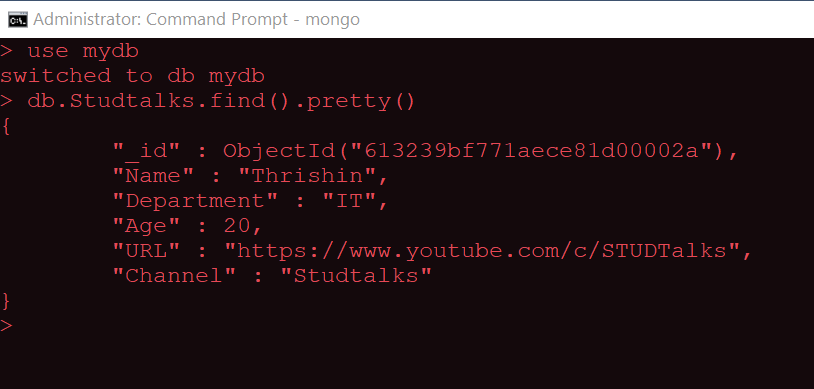 Administrator: Command Prompt - mongo
> use mydb
switched to db mydb
> db.Studtalks.find().pretty()
{
        "_id" : ObjectId("613239bf771aece81d00002a"),
        "Name" : "Thrishin",
        "Department" : "IT",
        "Age" : 20,
        "URL" : "https://www.youtube.com/c/STUDTalks",
        "Channel" : "Studtalks"
}
>